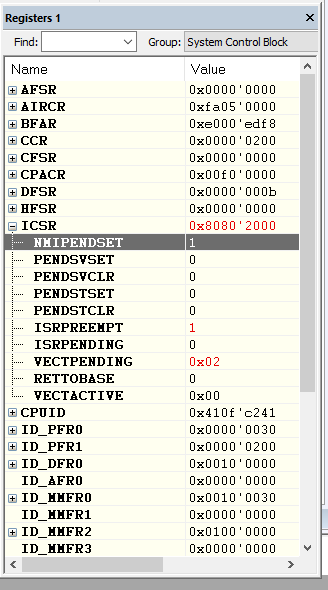 Registers 1 ×
Find: Group: System Control Block
Name Value
AFSR 0x0000'0000
AIRCR 0xfa05'0000
BFAR 0xe000'edf8
CCR 0x0000'0200
CFSR 0x0000'0000
CPACR 0x00f0'0000
DFSR 0x0000'000b
HFSR 0x0000'0000
ICSR 0x8080'2000
NMIPENDSET 1
PENDSVSET 0
PENDSVCLR 0
PENDSTSET 0
PENDSTCLR 0
ISRPREEMPT 1
ISRPENDING 0
VECTPENDING 0x02
RETTOBASE 0
VECTACTIVE 0x00
CPUID 0x410f'c241
ID_PFR0 0x0000'0030
ID_PFR1 0x0000'0200
ID_DFR0 0x0010'0000
ID_AFR0 0x0000'0000
ID_MMFR0 0x0010'0030
ID_MMFR1 0x0000'0000
ID_MMFR2 0x0100'0000
ID_MMFR3 0x0000'0000